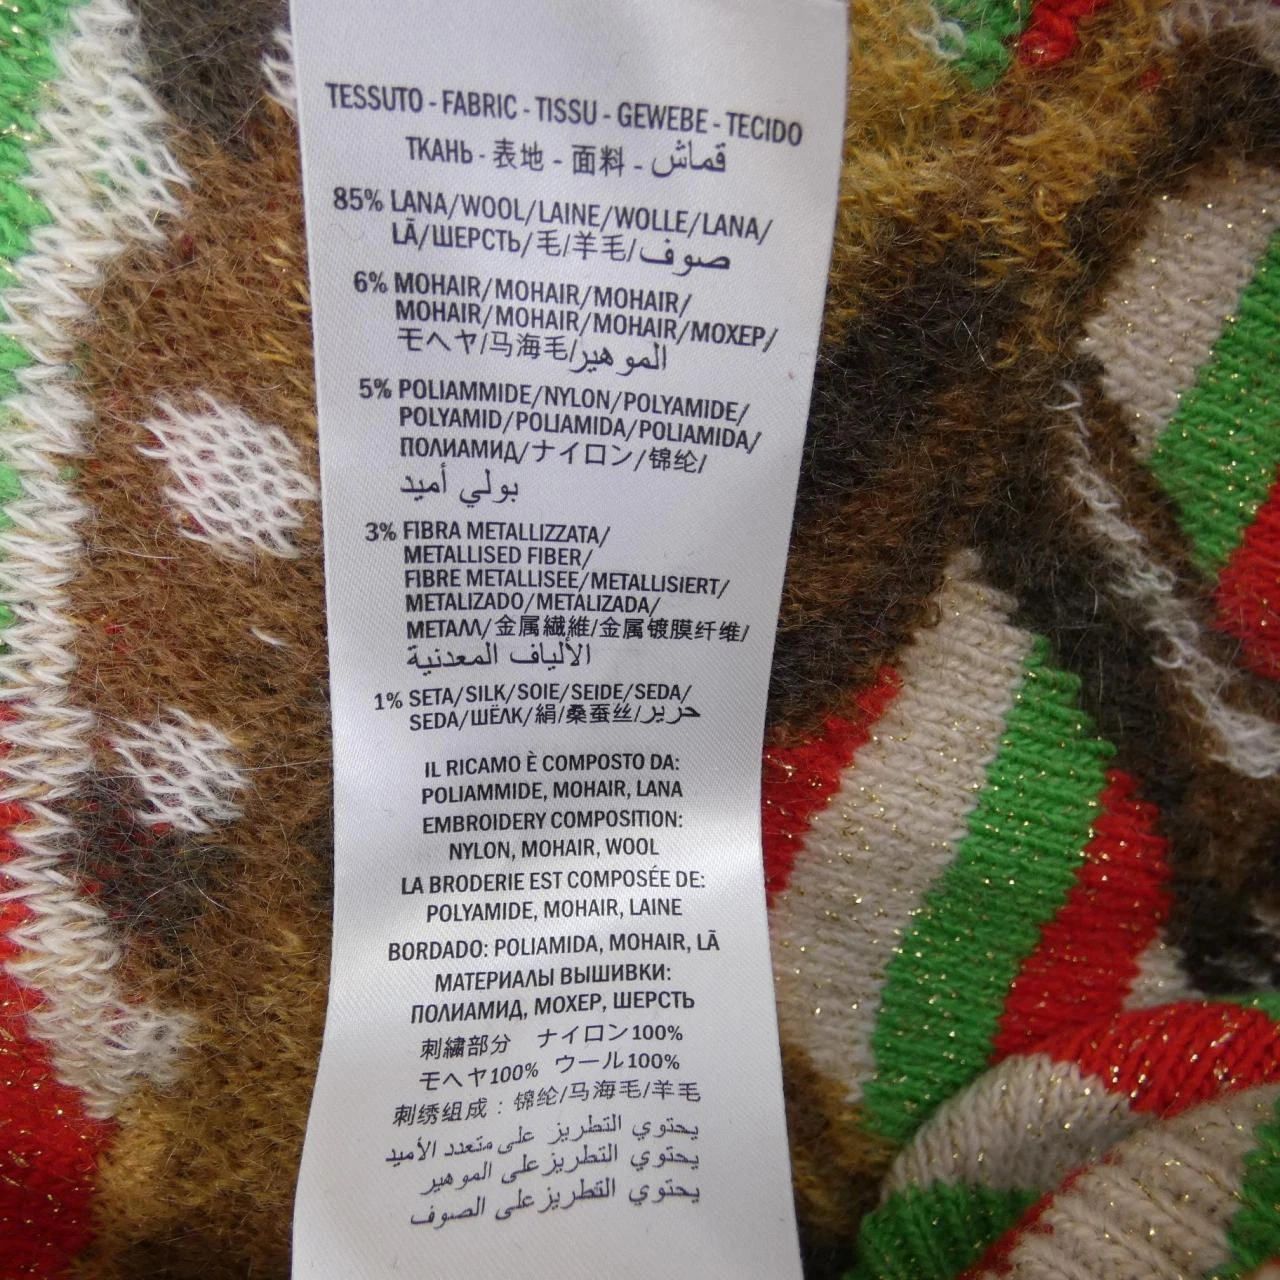 TESSUTO - FABRIC - TISSU - GEWEBE - TECIDO
ТКАНЬ - 表地 - 面料 - قماش
85% LANA/WOOL/LAINE/WOLLE/LANA/
LÃ/ШЕРСТЬ/毛/羊毛/صوف
6% MOHAIR/MOHAIR/MOHAIR/
MOHAIR/MOHAIR/MOHAIR/МОХЕР/
モヘヤ/马海毛/الموهير
5% POLIAMMIDE/NYLON/POLYAMIDE/
POLYAMID/POLIAMIDA/POLIAMIDA/
ПОЛИАМИД/ナイロン/锦纶/
بولي أميد
3% FIBRA METALLIZZATA/
METALLISED FIBER/
FIBRE METALLISEE/METALLISIERT/
METALIZADO/METALIZADA/
МЕТАЛЛ/金属繊維/金属镀膜纤维/
الألياف المعدنية
1% SETA/SILK/SOIE/SEIDE/SEDA/
SEDA/ШЁЛК/絹/桑蚕丝/حرير
IL RICAMO È COMPOSTO DA:
POLIAMMIDE, MOHAIR, LANA
EMBROIDERY COMPOSITION:
NYLON, MOHAIR, WOOL
LA BRODERIE EST COMPOSÉE DE:
POLYAMIDE, MOHAIR, LAINE
BORDADO: POLIAMIDA, MOHAIR, LÃ
МАТЕРИАЛЫ ВЫШИВКИ:
ПОЛИАМИД, МОХЕР, ШЕРСТЬ
刺繍部分 ナイロン100%
モヘヤ100% ウール100%
刺绣组成：锦纶/马海毛/羊毛
يحتوي التطريز على متعدد الأميد
يحتوي التطريز على الموهير
يحتوي التطريز على الصوف